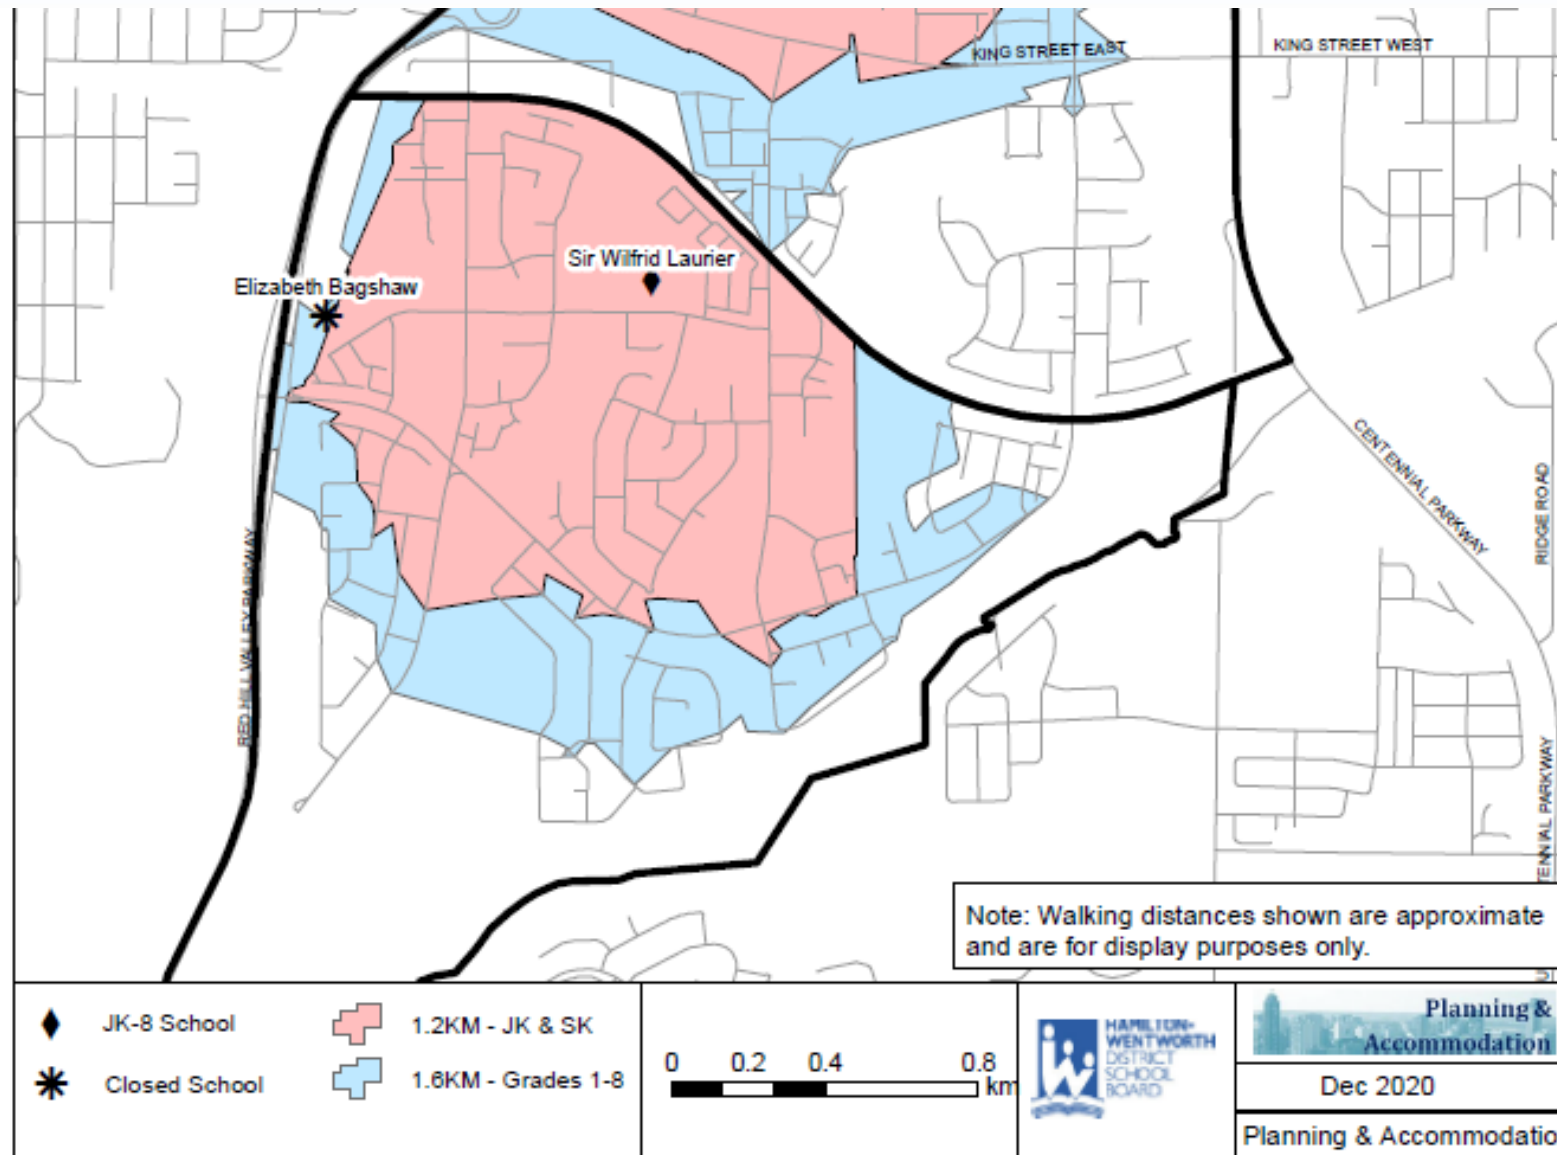 KING STREET EAST
KING STREET WEST
Sir Wilfrid Laurier
Elizabeth Bagshaw
CENTENNIAL PARKWAY
RIDGE ROAD
RED HILL VALLEY PARKWAY
TENNIAL PARKWAY
Note: Walking distances shown are approximate
and are for display purposes only.
JK-8 School
Closed School
1.2KM - JK & SK
1.6KM - Grades 1-8
0 0.2 0.4 0.8
km
HAMILTON-
WENTWORTH
DISTRICT
SCHOOL
BOARD
Planning &
Accommodation
Dec 2020
Planning & Accommodatio